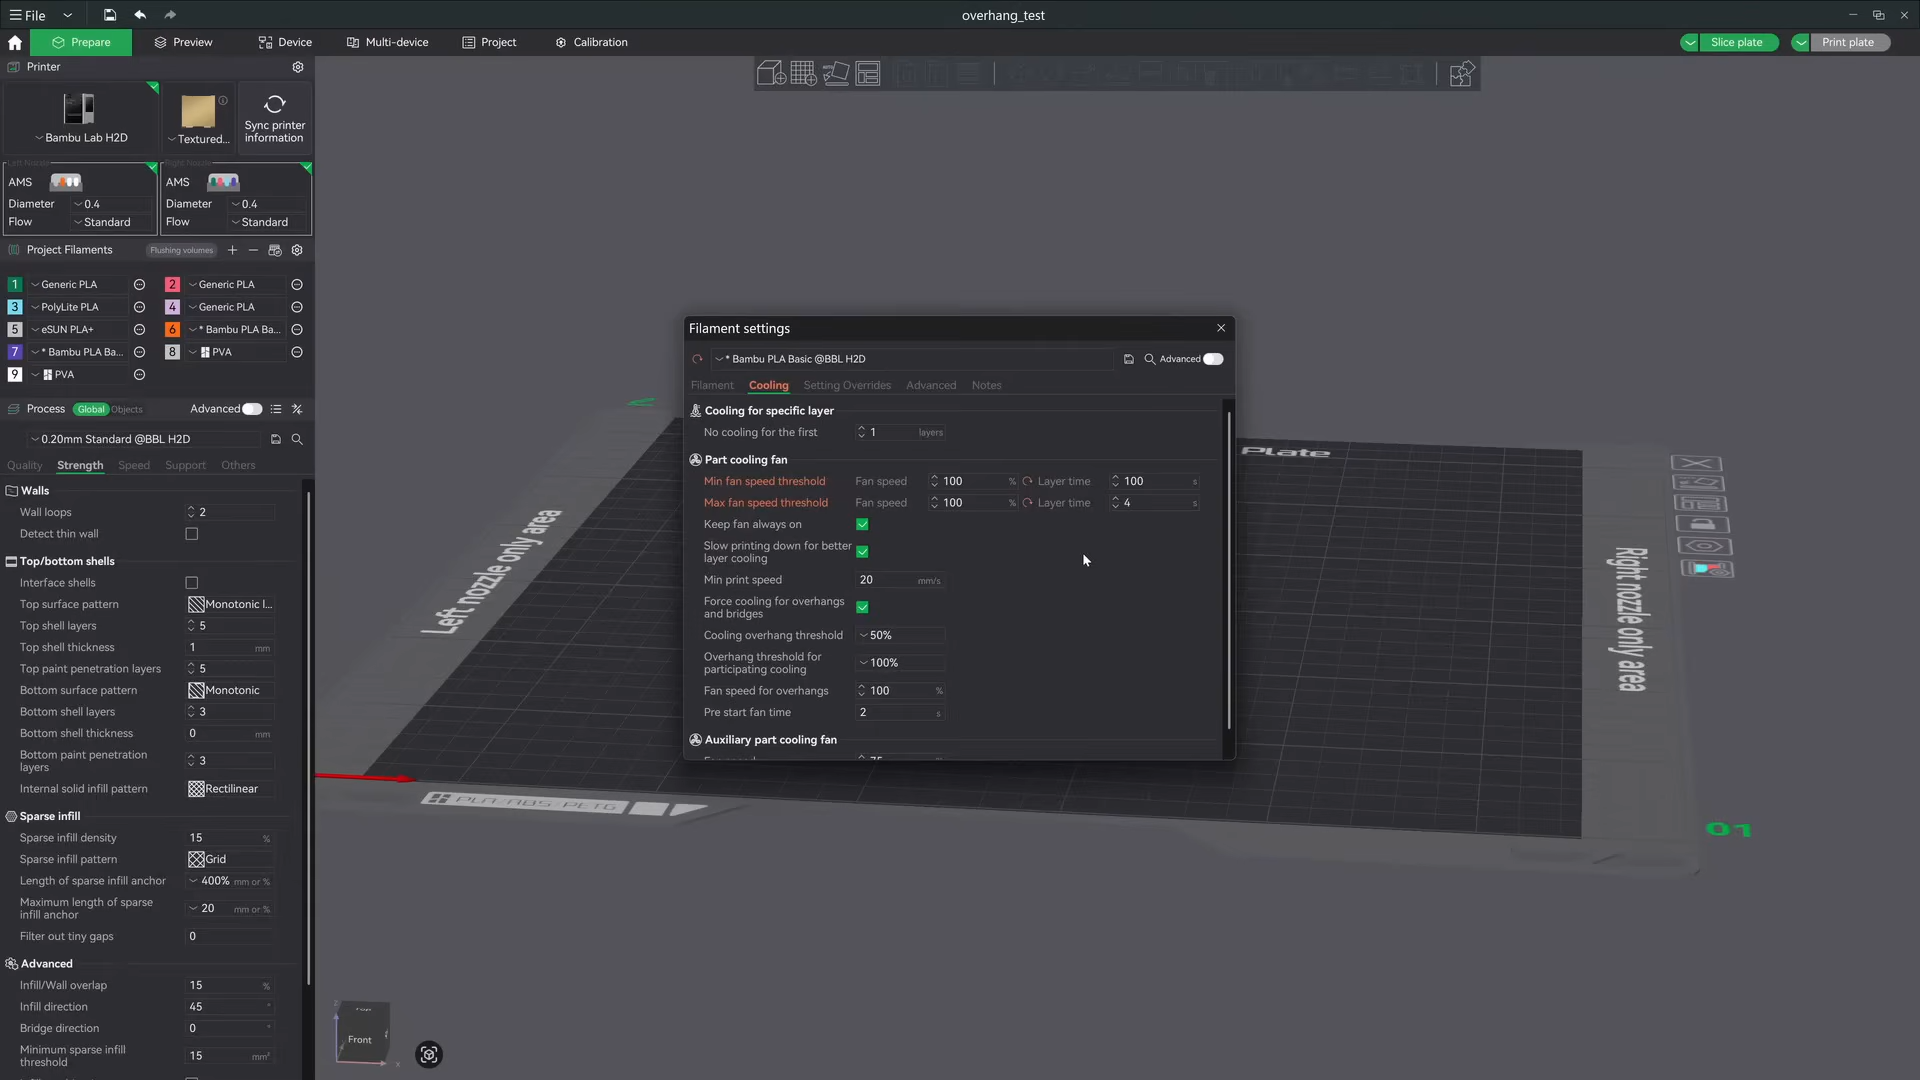 File
overhang_test
Prepare
Preview
Device
Multi-device
Project
Calibration
Slice plate
Print plate
Printer
Bambu Lab H2D
Textured...
Sync printer
information
Left Nozzle
Right Nozzle
AMS
AMS
Diameter 0.4
Diameter 0.4
Flow Standard
Flow Standard
Project Filaments
Flushing volumes
1 Generic PLA
2 Generic PLA
3 PolyLite PLA
4 Generic PLA
5 eSUN PLA+
6 * Bambu PLA Ba...
7 * Bambu PLA Ba...
8 PVA
9 PVA
Process Global Objects Advanced
0.20mm Standard @BBL H2D
Quality Strength Speed Support Others
Walls
Wall loops 2
Detect thin wall
Top/bottom shells
Interface shells
Top surface pattern Monotonic l...
Top shell layers 5
Top shell thickness 1 mm
Top paint penetration layers 5
Bottom surface pattern Monotonic
Bottom shell layers 3
Bottom shell thickness 0 mm
Bottom paint penetration
layers 3
Internal solid infill pattern Rectilinear
Sparse infill
Sparse infill density 15 %
Sparse infill pattern Grid
Length of sparse infill anchor 400% mm or %
Maximum length of sparse
infill anchor 20 mm or %
Filter out tiny gaps 0
Advanced
Infill/Wall overlap 15 %
Infill direction 45 °
Bridge direction 0 °
Minimum sparse infill
threshold 15 mm²
Filament settings
* Bambu PLA Basic @BBL H2D
Advanced
Filament Cooling Setting Overrides Advanced Notes
Cooling for specific layer
No cooling for the first 1 layers
Part cooling fan
Min fan speed threshold Fan speed 100 % Layer time 100 s
Max fan speed threshold Fan speed 100 % Layer time 4 s
Keep fan always on
Slow printing down for better
layer cooling
Min print speed 20 mm/s
Force cooling for overhangs
and bridges
Cooling overhang threshold 50%
Overhang threshold for
participating cooling 100%
Fan speed for overhangs 100 %
Pre start fan time 2 s
Auxiliary part cooling fan
Left nozzle only area
Plate
Right nozzle only area
PLA/ABS/PETG
01
Front
z
x